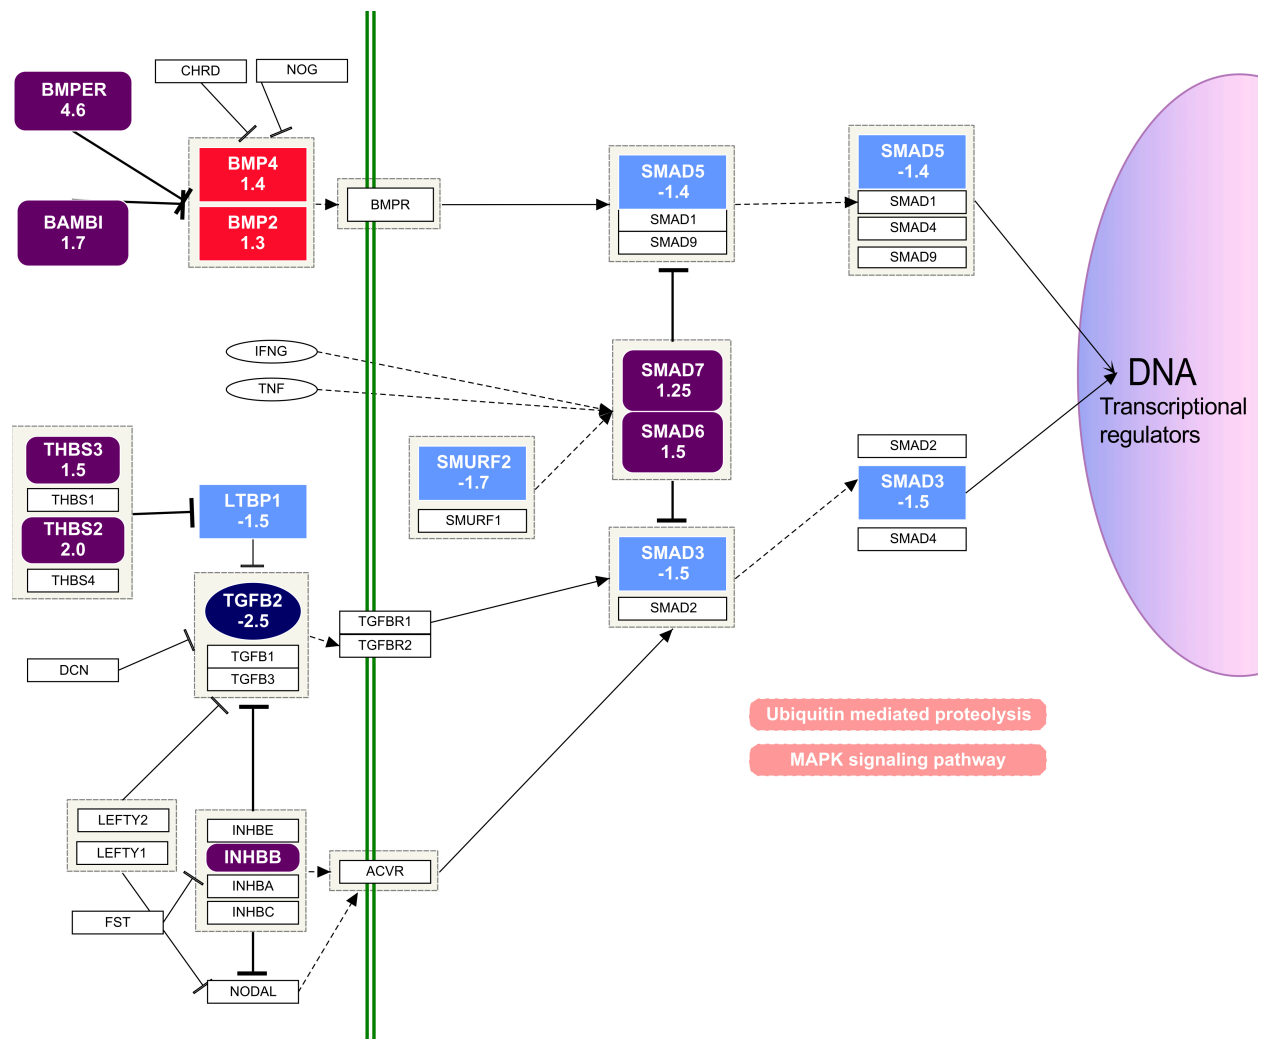 CHRD
NOG
BMPER
4.6
BMP4
1.4
BAMBI
1.7
BMP2
1.3
BMPR
SMAD5
-1.4
SMAD1
SMAD9
SMAD5
-1.4
SMAD1
SMAD4
SMAD9
IFNG
TNF
SMAD7
1.25
SMAD6
1.5
DNA
Transcriptional
regulators
SMURF2
-1.7
SMURF1
THBS3
1.5
THBS1
THBS2
2.0
THBS4
LTBP1
-1.5
SMAD2
SMAD3
-1.5
SMAD4
SMAD3
-1.5
SMAD2
TGFB2
-2.5
TGFB1
TGFB3
TGFBR1
TGFBR2
DCN
Ubiquitin mediated proteolysis
MAPK signaling pathway
LEFTY2
LEFTY1
INHBE
INHBB
INHBA
INHBC
ACVR
FST
NODAL